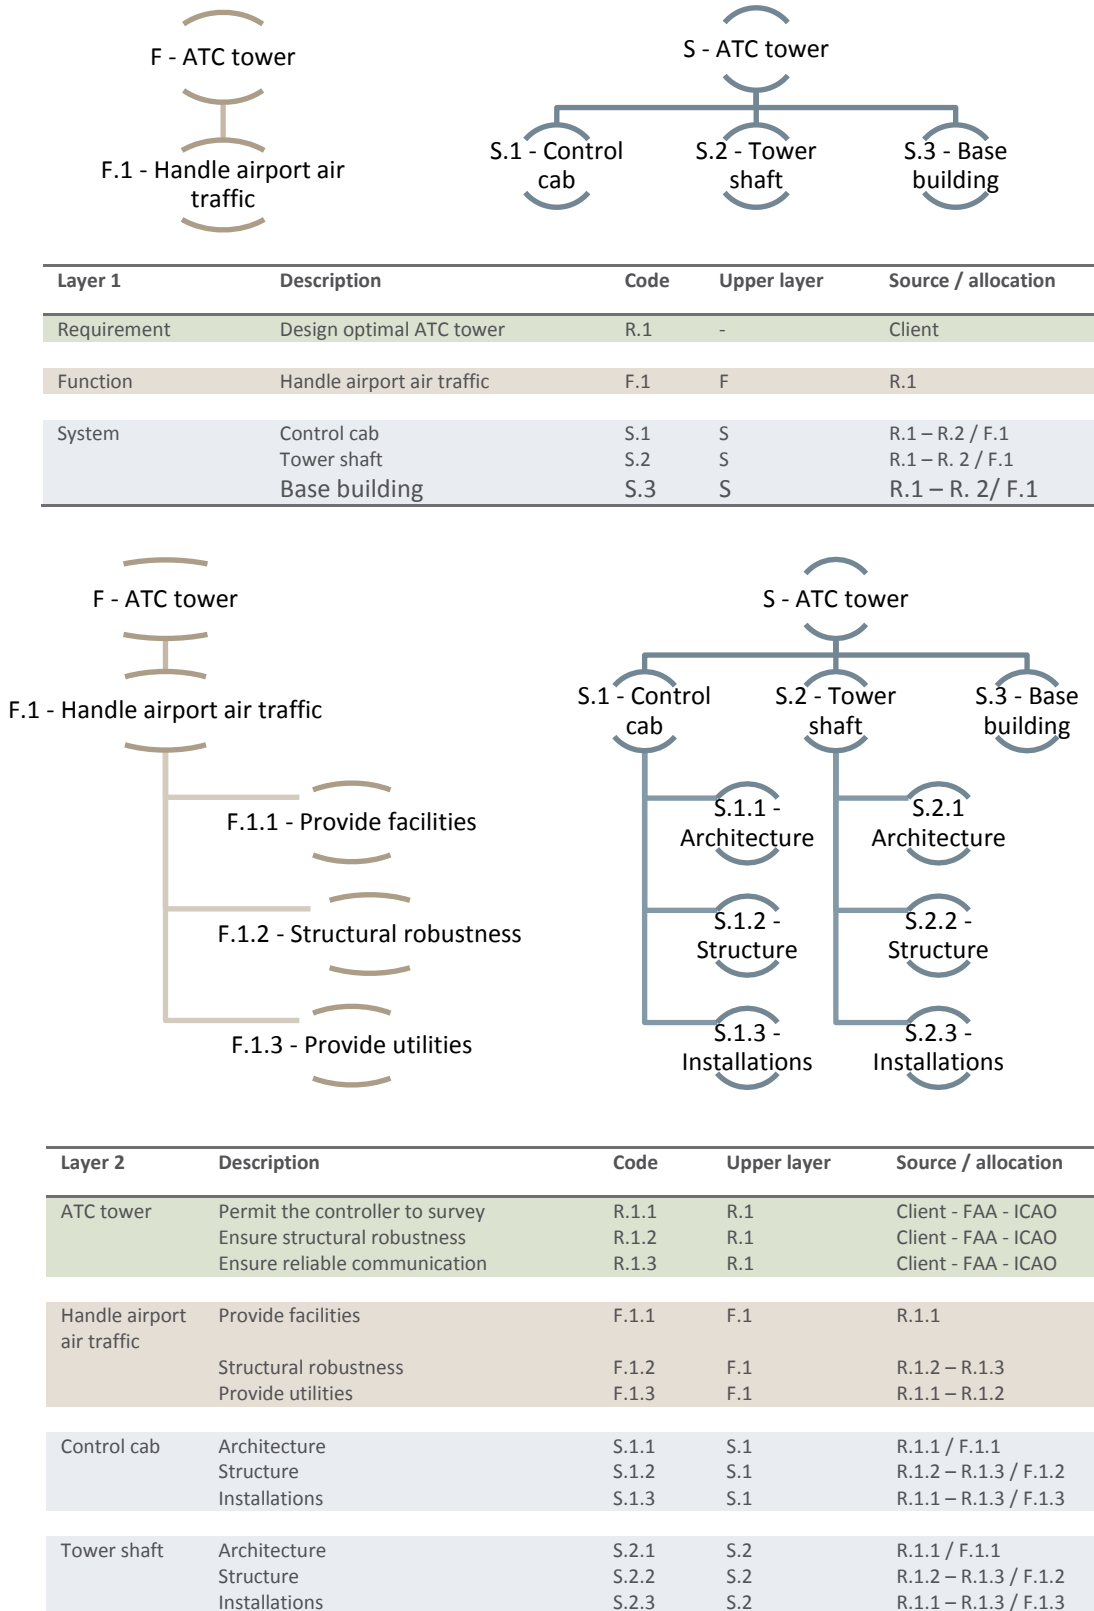 F - ATC tower
S - ATC tower
F.1 - Handle airport air
traffic
S.1 - Control
cab
S.2 - Tower
shaft
S.3 - Base
building
Layer 1 Description Code Upper layer Source / allocation
Requirement Design optimal ATC tower R.1 - Client
Function Handle airport air traffic F.1 F R.1
System Control cab S.1 S R.1 – R.2 / F.1
Tower shaft S.2 S R.1 – R. 2 / F.1
Base building S.3 S R.1 – R. 2/ F.1
F - ATC tower
F.1 - Handle airport air traffic
F.1.1 - Provide facilities
F.1.2 - Structural robustness
F.1.3 - Provide utilities
S - ATC tower
S.1 - Control
cab
S.2 - Tower
shaft
S.3 - Base
building
S.1.1 -
Architecture
S.2.1
Architecture
S.1.2 -
Structure
S.2.2 -
Structure
S.1.3 -
Installations
S.2.3 -
Installations
Layer 2 Description Code Upper layer Source / allocation
ATC tower Permit the controller to survey R.1.1 R.1 Client - FAA - ICAO
Ensure structural robustness R.1.2 R.1 Client - FAA - ICAO
Ensure reliable communication R.1.3 R.1 Client - FAA - ICAO
Handle airport Provide facilities F.1.1 F.1 R.1.1
air traffic
Structural robustness F.1.2 F.1 R.1.2 – R.1.3
Provide utilities F.1.3 F.1 R.1.1 – R.1.2
Control cab Architecture S.1.1 S.1 R.1.1 / F.1.1
Structure S.1.2 S.1 R.1.2 – R.1.3 / F.1.2
Installations S.1.3 S.1 R.1.1 – R.1.3 / F.1.3
Tower shaft Architecture S.2.1 S.2 R.1.1 / F.1.1
Structure S.2.2 S.2 R.1.2 – R.1.3 / F.1.2
Installations S.2.3 S.2 R.1.1 – R.1.3 / F.1.3